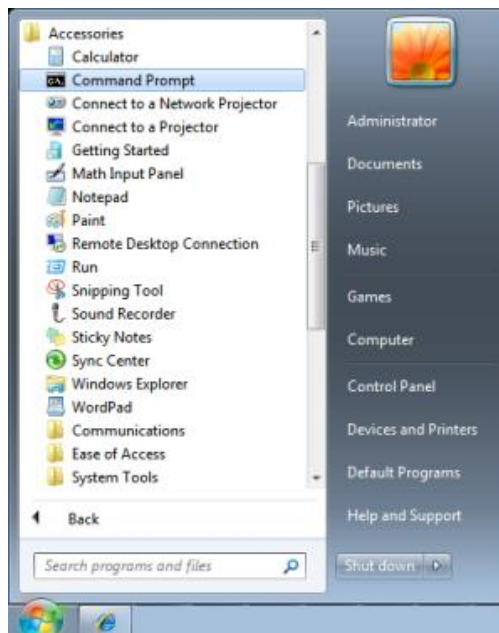 Accessories
Calculator
Command Prompt
Connect to a Network Projector
Connect to a Projector
Getting Started
Math Input Panel
Notepad
Paint
Remote Desktop Connection
Run
Snipping Tool
Sound Recorder
Sticky Notes
Sync Center
Windows Explorer
WordPad
Communications
Ease of Access
System Tools
Back
Search programs and files
Administrator
Documents
Pictures
Music
Games
Computer
Control Panel
Devices and Printers
Default Programs
Help and Support
Shut down